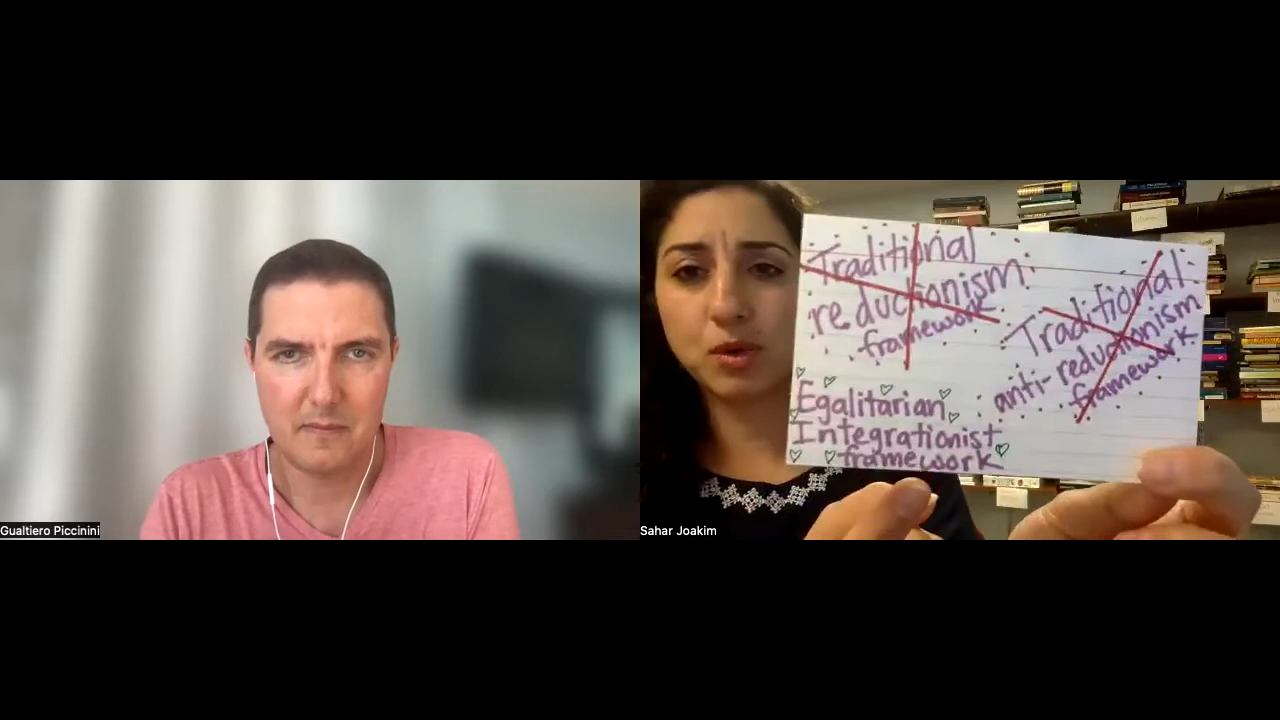 Traditional
reductionism
framework
Traditional
anti-reductionism
framework
Egalitarian
Integrationist
framework
Gualtiero Piccinini
Sahar Joakim